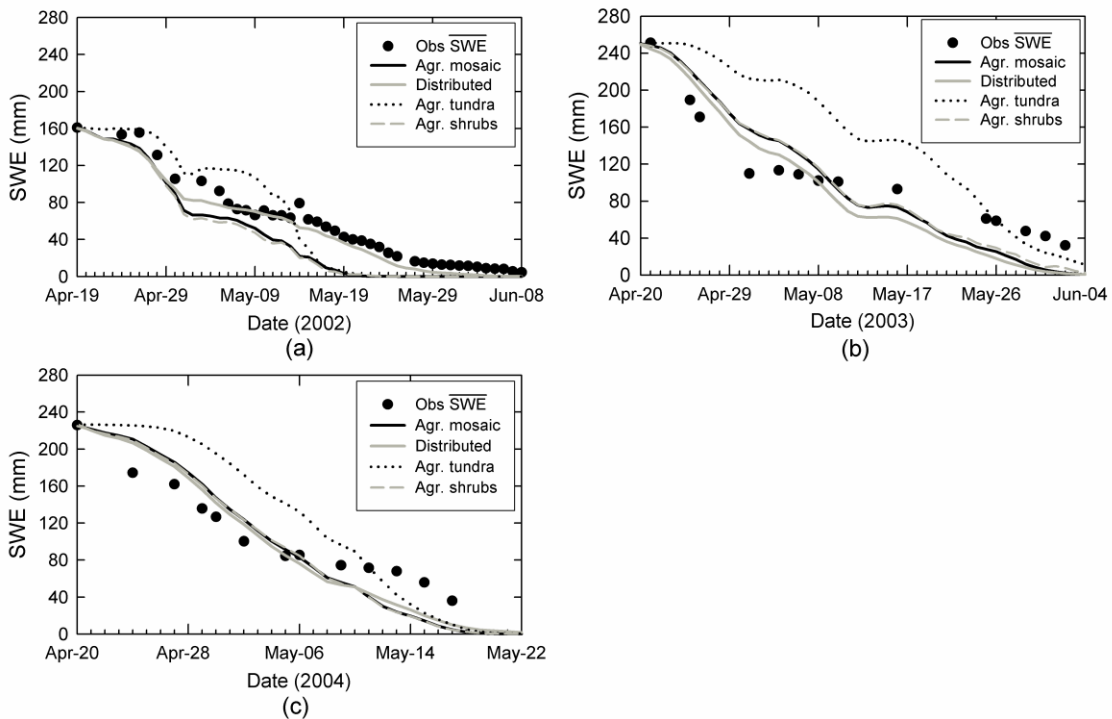 280
240
200
160
120
80
40
0
SWE (mm)
Obs SWE
Agr. mosaic
Distributed
Agr. tundra
Agr. shrubs
Apr-19 Apr-29 May-09 May-19 May-29 Jun-08
Date (2002)
(a)
280
240
200
160
120
80
40
0
SWE (mm)
Obs SWE
Agr. mosaic
Distributed
Agr. tundra
Agr. shrubs
Apr-20 Apr-29 May-08 May-17 May-26 Jun-04
Date (2003)
(b)
280
240
200
160
120
80
40
0
SWE (mm)
Obs SWE
Agr. mosaic
Distributed
Agr. tundra
Agr. shrubs
Apr-20 Apr-28 May-06 May-14 May-22
Date (2004)
(c)